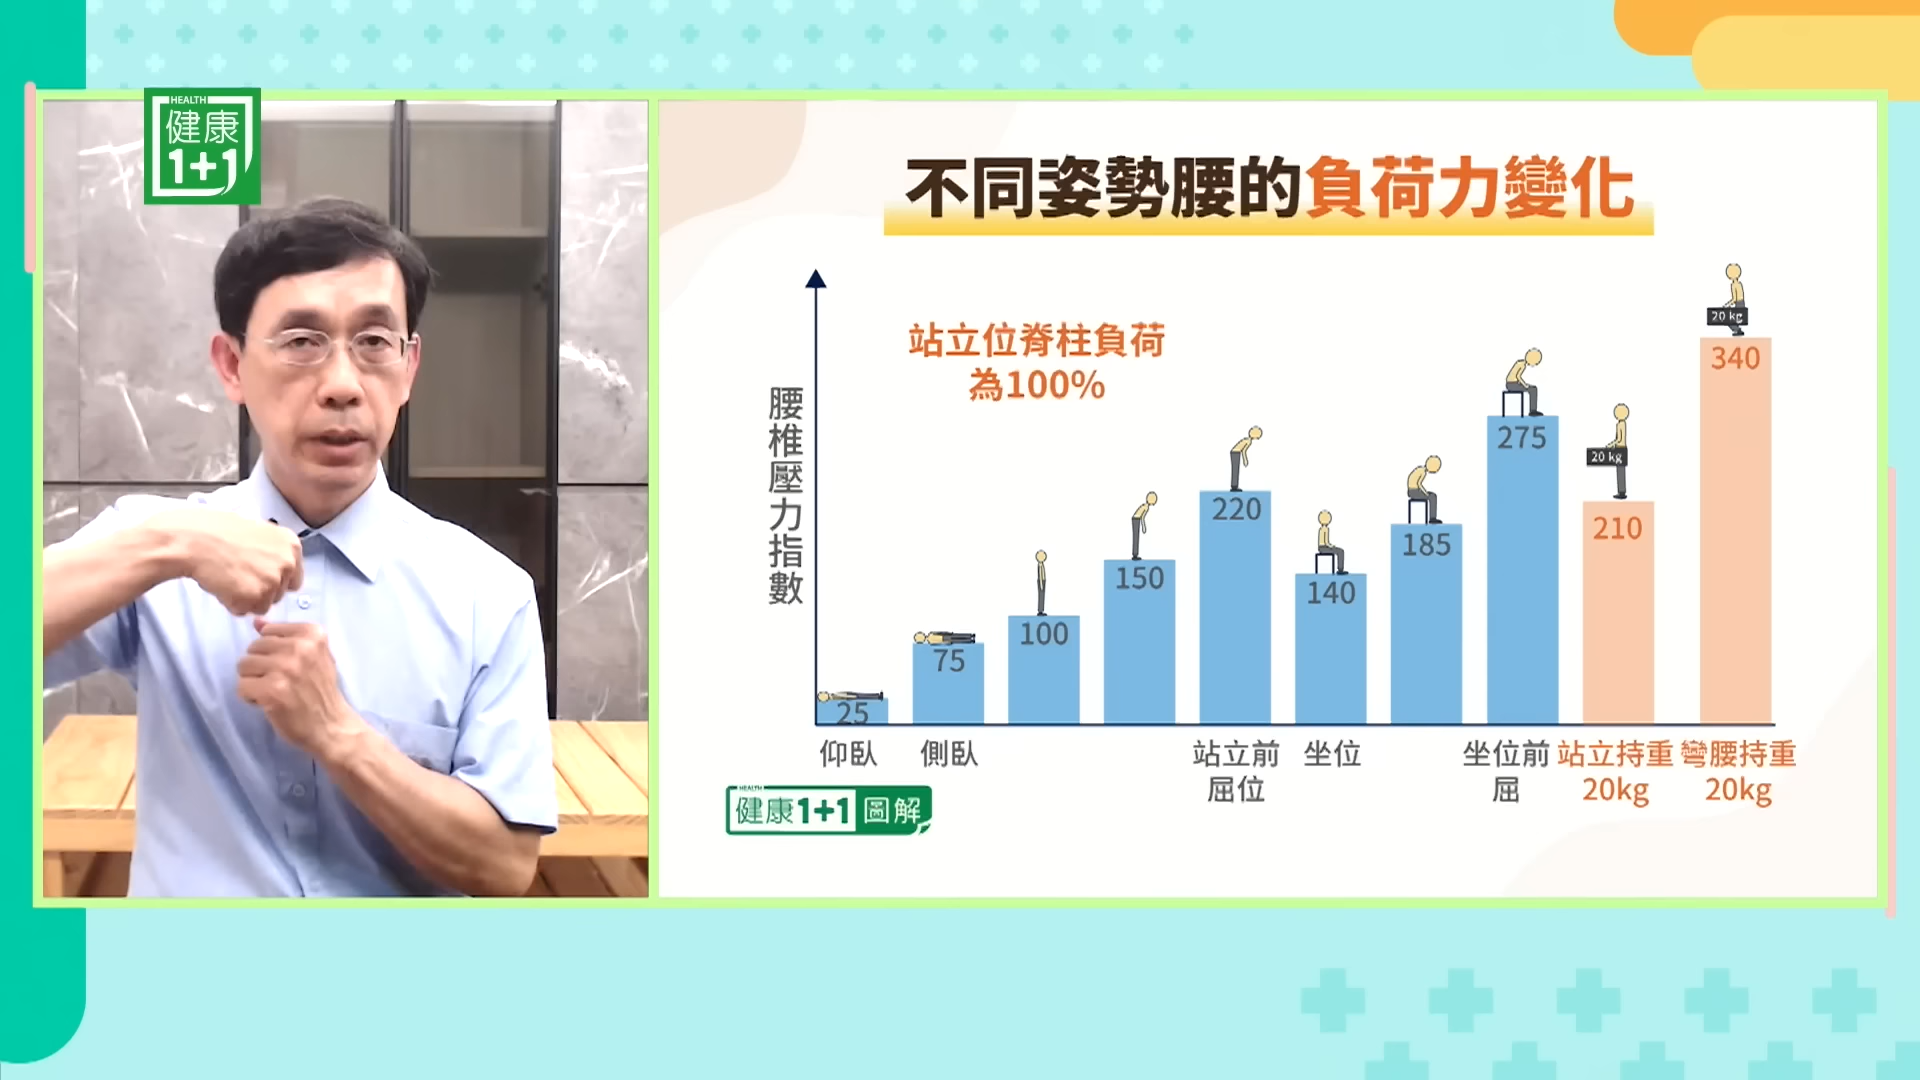 HEALTH
健康
1+1
不同姿勢腰的負荷力變化
站立位脊柱負荷
為100%
腰椎壓力指數
25
75
100
150
220
140
185
275
20 kg
210
20 kg
340
仰臥
側臥
站立前
屈位
坐位
坐位前
屈
站立持重
20kg
彎腰持重
20kg
HEALTH
健康1+1 圖解